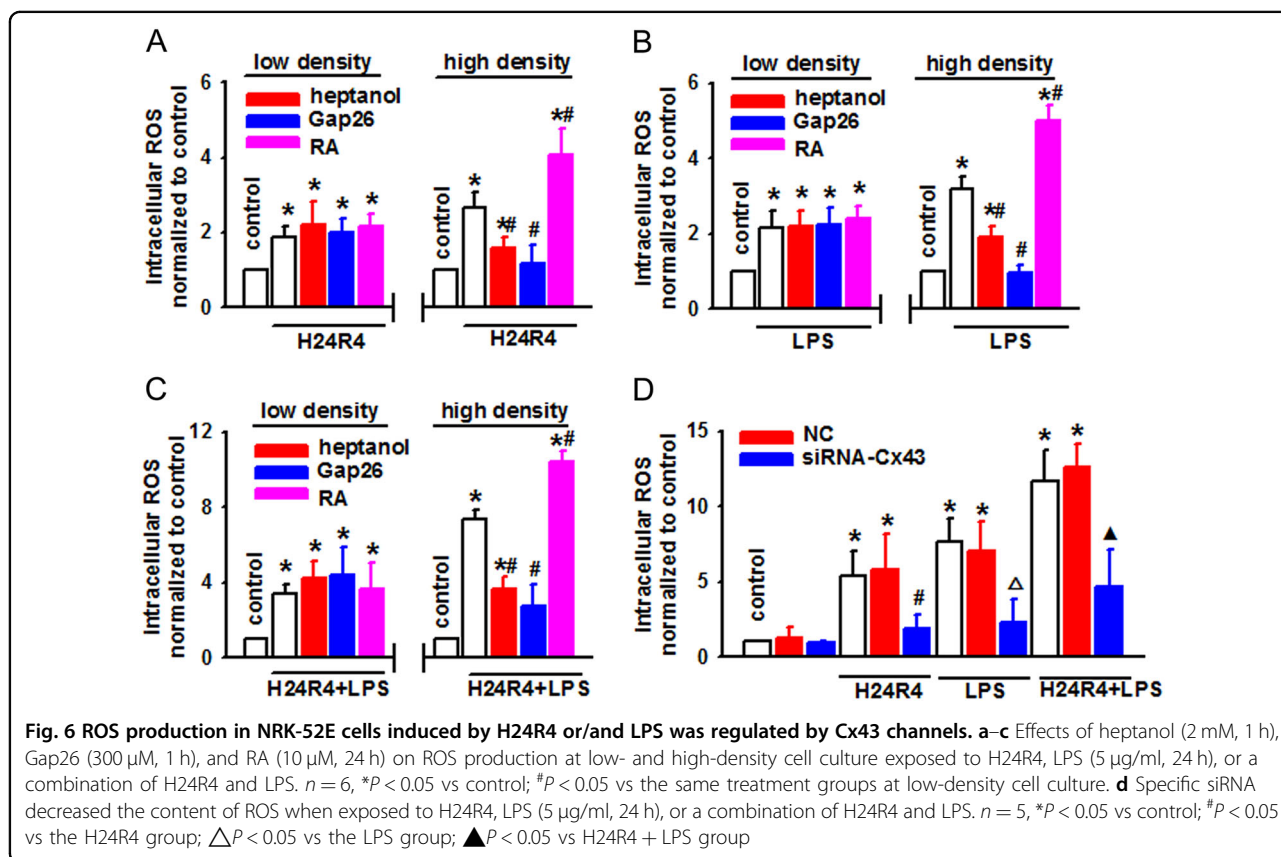 A
low density
high density
Intracellular ROS
normalized to control
6
4
2
0
heptanol
Gap26
RA
control
*
*
*
*
control
*
*#
#
*#
H24R4
H24R4
B
low density
high density
Intracellular ROS
normalized to control
6
4
2
0
heptanol
Gap26
RA
control
*
*
*
*
control
*
*#
#
*#
LPS
LPS
C
low density
high density
Intracellular ROS
normalized to control
12
8
4
0
heptanol
Gap26
RA
control
*
*
*
*
control
*
*#
#
*#
H24R4+LPS
H24R4+LPS
D
Intracellular ROS
normalized to control
15
10
5
0
NC
siRNA-Cx43
control
*
*
#
*
*
△
*
*
▲
H24R4
LPS
H24R4+LPS
Fig. 6 ROS production in NRK-52E cells induced by H24R4 or/and LPS was regulated by Cx43 channels. a–c Effects of heptanol (2 mM, 1 h),
Gap26 (300 µM, 1 h), and RA (10 µM, 24 h) on ROS production at low- and high-density cell culture exposed to H24R4, LPS (5 µg/ml, 24 h), or a
combination of H24R4 and LPS. n = 6, *P < 0.05 vs control; #P < 0.05 vs the same treatment groups at low-density cell culture. d Specific siRNA
decreased the content of ROS when exposed to H24R4, LPS (5 µg/ml, 24 h), or a combination of H24R4 and LPS. n = 5, *P < 0.05 vs control; #P < 0.05
vs the H24R4 group; △P < 0.05 vs the LPS group; ▲P < 0.05 vs H24R4 + LPS group